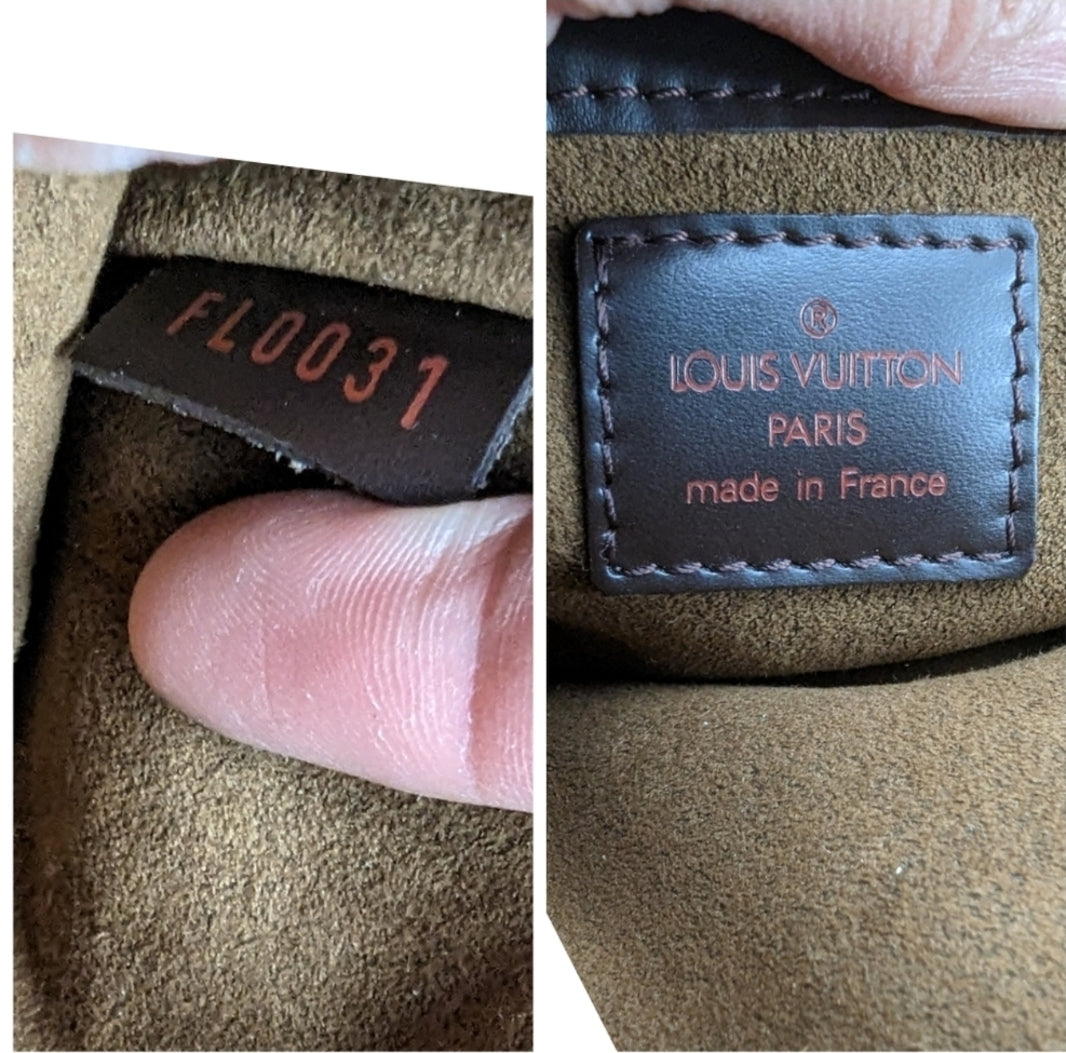 FL0031
®
LOUIS VUITTON
PARIS
made in France